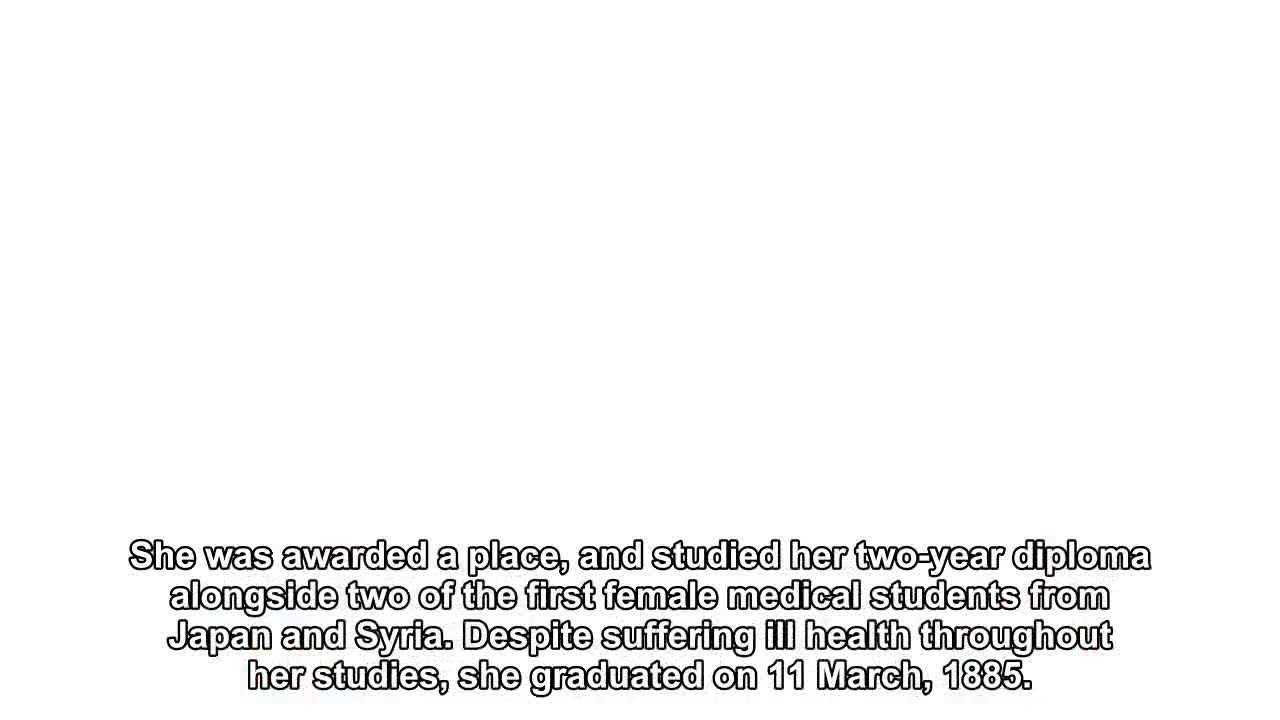 She was awarded a place, and studied her two-year diploma
alongside two of the first female medical students from
Japan and Syria. Despite suffering ill health throughout
her studies, she graduated on 11 March, 1885.